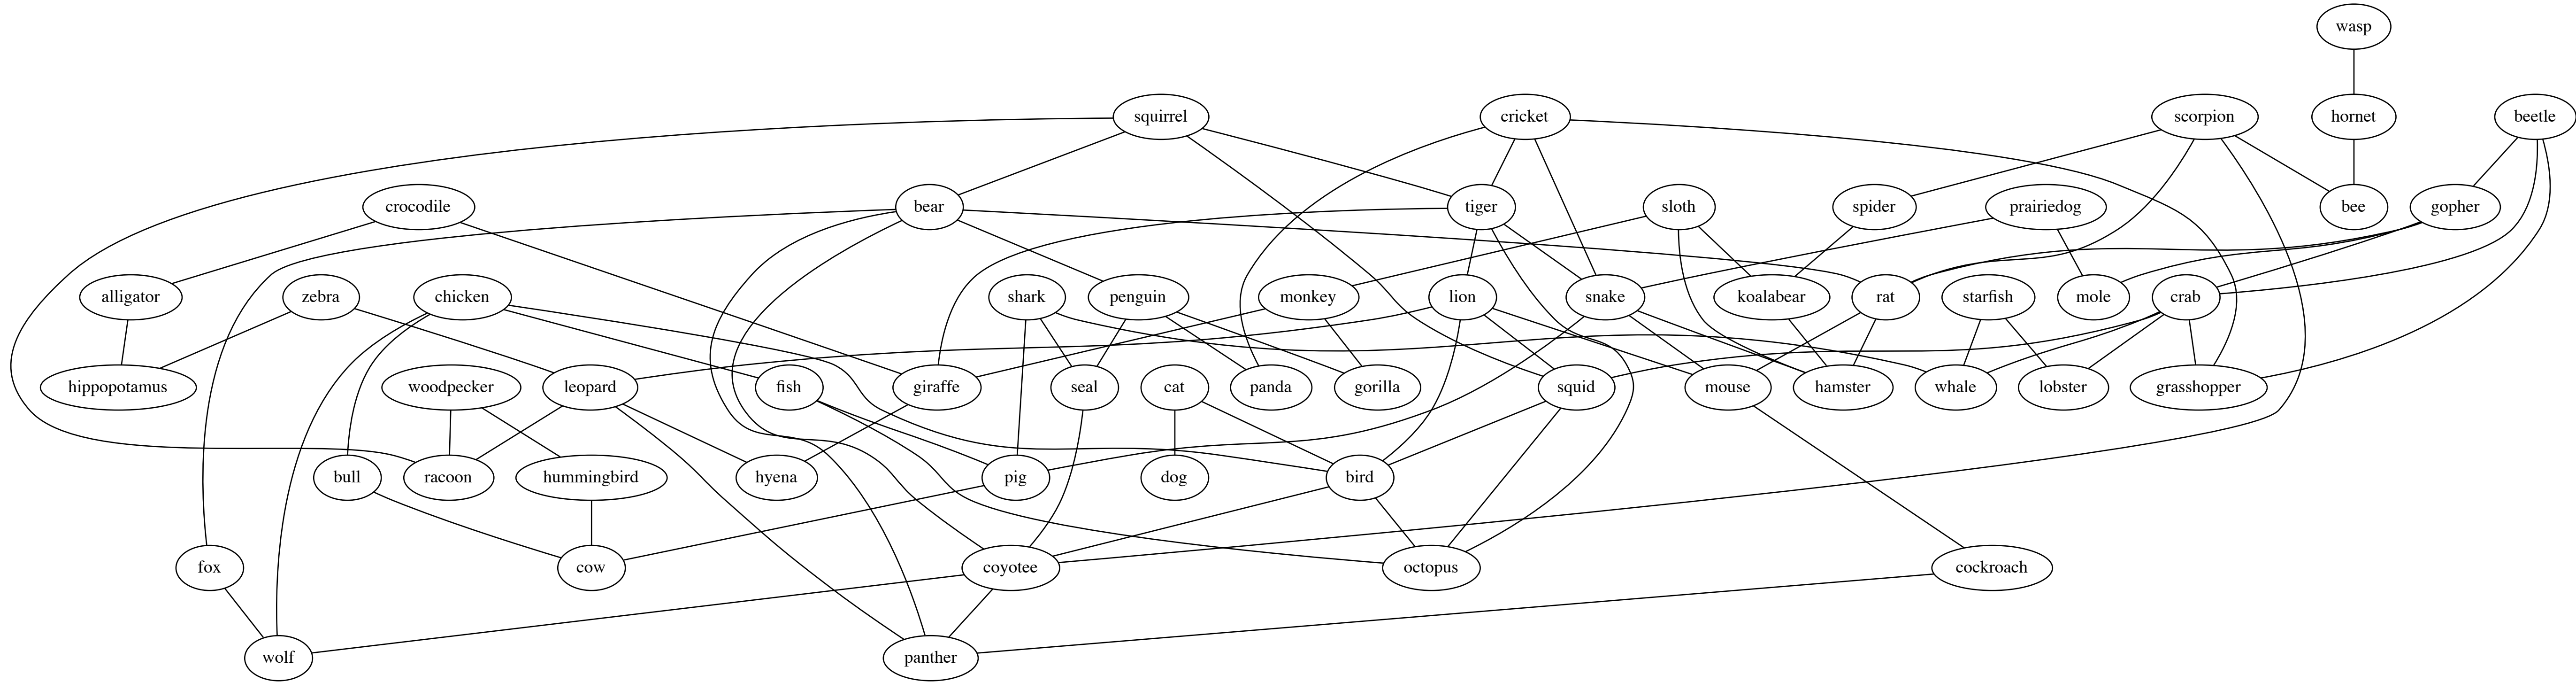 wasp
squirrel
cricket
scorpion
hornet
beetle
crocodile
bear
tiger
sloth
spider
prairiedog
bee
gopher
alligator
zebra
chicken
shark
penguin
monkey
lion
snake
koalabear
rat
starfish
mole
crab
hippopotamus
woodpecker
leopard
fish
giraffe
seal
cat
panda
gorilla
squid
mouse
hamster
whale
lobster
grasshopper
bull
racoon
hummingbird
hyena
pig
dog
bird
fox
cow
coyotee
octopus
cockroach
wolf
panther